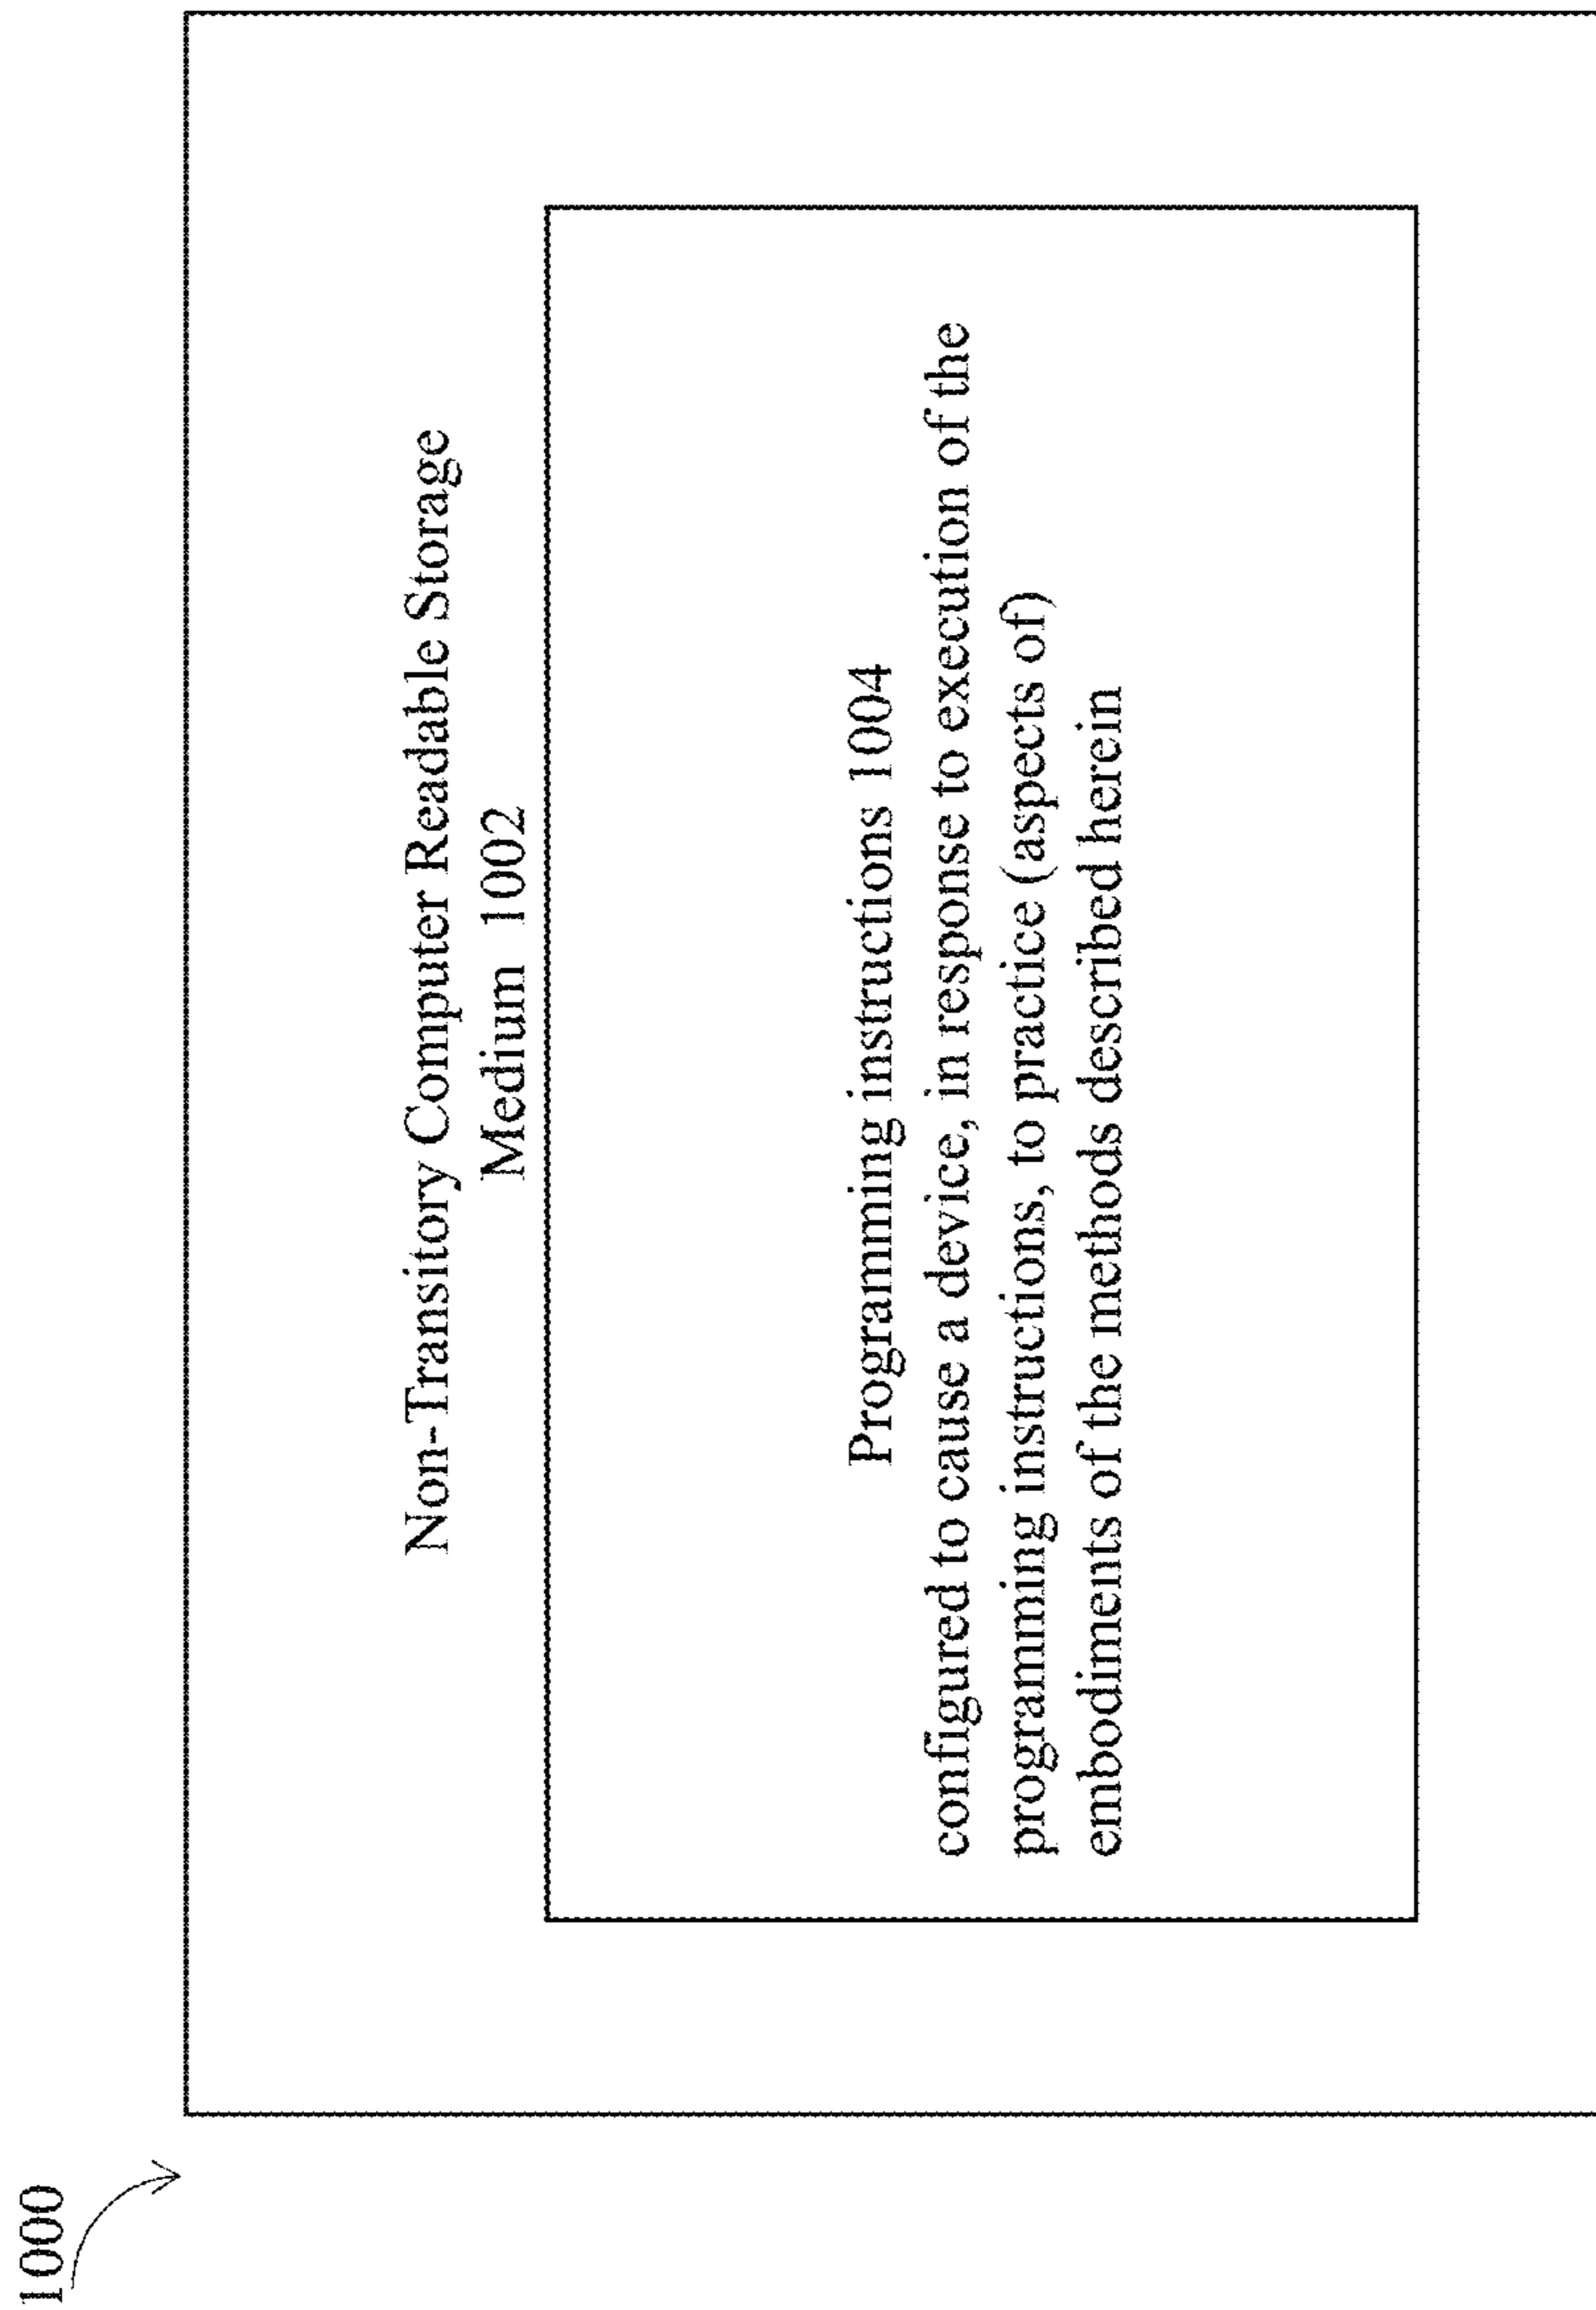 1000
Non-Transitory Computer Readable Storage
Medium 1002
Programming instructions 1004
configured to cause a device, in response to execution of the
programming instructions, to practice (aspects of)
embodiments of the methods described herein